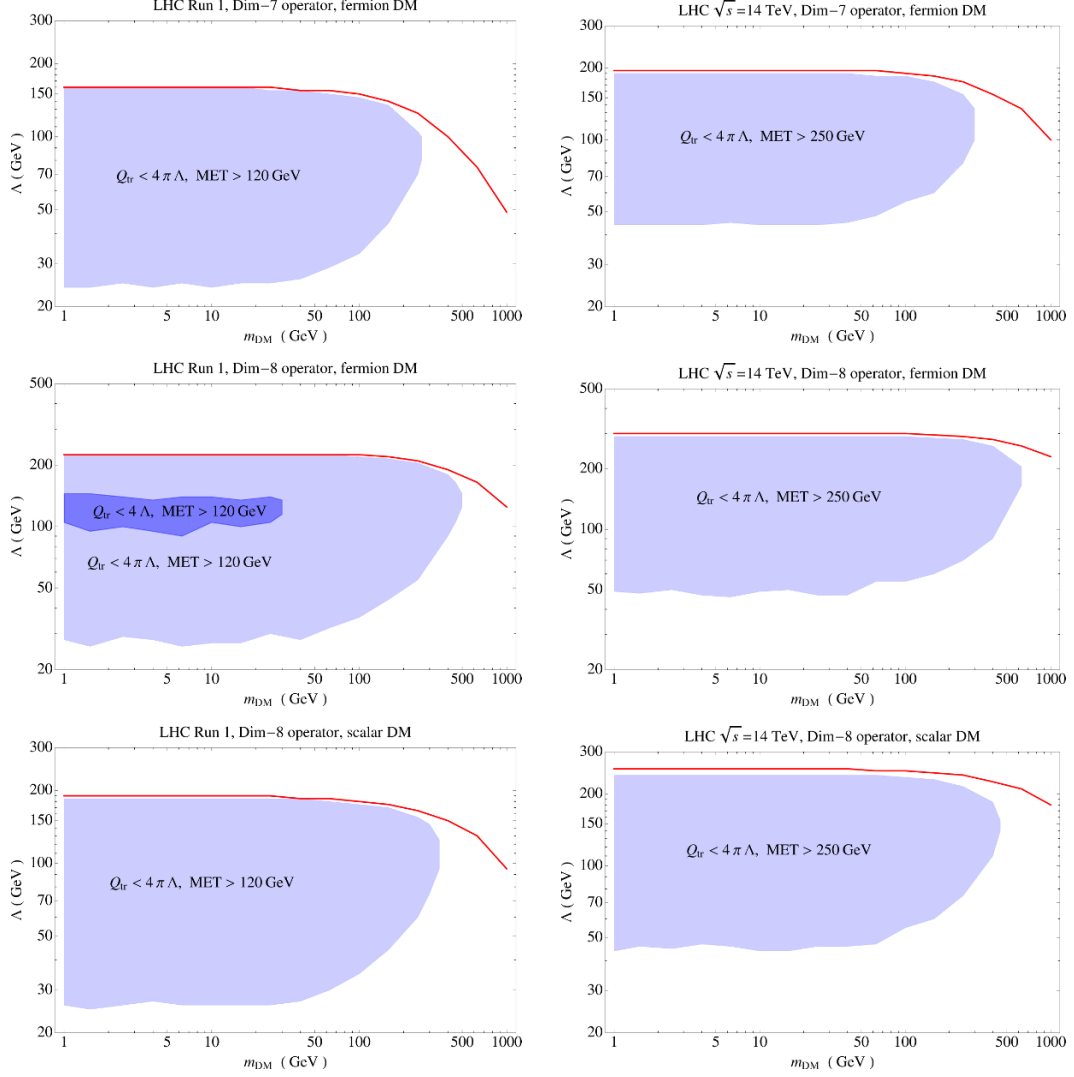 LHC Run 1, Dim-7 operator, fermion DM
300
200
150
100
70
50
30
20
Λ ( GeV )
Q_tr < 4 π Λ, MET > 120 GeV
1 5 10 50 100 500 1000
m_DM ( GeV )
LHC √s =14 TeV, Dim-7 operator, fermion DM
300
200
150
100
70
50
30
20
Λ ( GeV )
Q_tr < 4 π Λ, MET > 250 GeV
1 5 10 50 100 500 1000
m_DM ( GeV )
LHC Run 1, Dim-8 operator, fermion DM
500
200
100
50
20
Λ ( GeV )
Q_tr < 4 Λ, MET > 120 GeV
Q_tr < 4 π Λ, MET > 120 GeV
1 5 10 50 100 500 1000
m_DM ( GeV )
LHC √s =14 TeV, Dim-8 operator, fermion DM
500
200
100
50
20
Λ ( GeV )
Q_tr < 4 π Λ, MET > 250 GeV
1 5 10 50 100 500 1000
m_DM ( GeV )
LHC Run 1, Dim-8 operator, scalar DM
300
200
150
100
70
50
30
20
Λ ( GeV )
Q_tr < 4 π Λ, MET > 120 GeV
1 5 10 50 100 500 1000
m_DM ( GeV )
LHC √s =14 TeV, Dim-8 operator, scalar DM
300
200
150
100
70
50
30
20
Λ ( GeV )
Q_tr < 4 π Λ, MET > 250 GeV
1 5 10 50 100 500 1000
m_DM ( GeV )